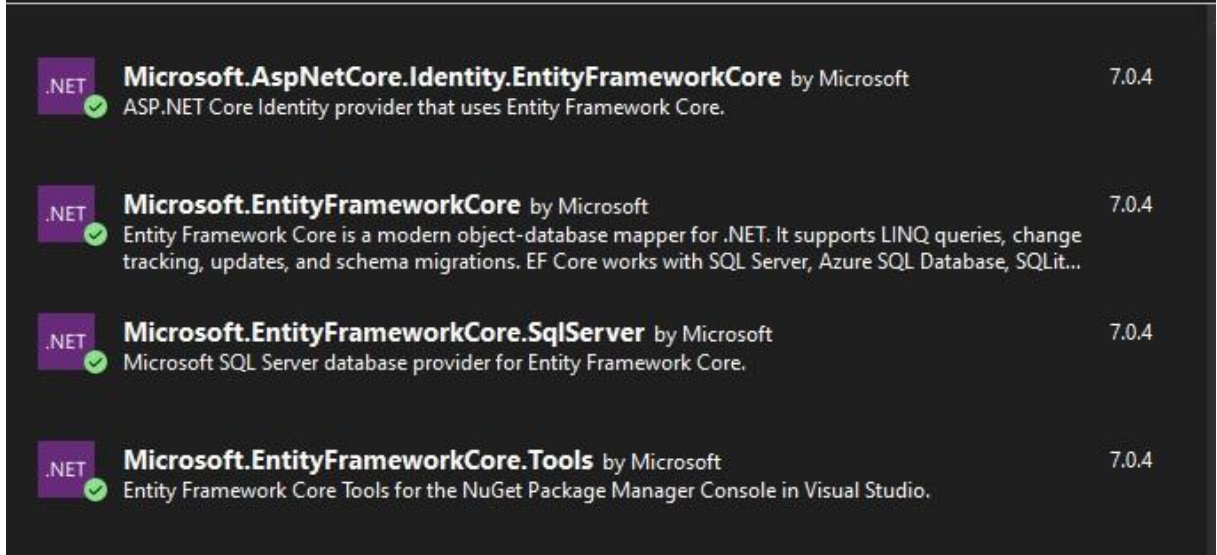 .NET
Microsoft.AspNetCore.Identity.EntityFrameworkCore by Microsoft 7.0.4
ASP.NET Core Identity provider that uses Entity Framework Core.
.NET
Microsoft.EntityFrameworkCore by Microsoft 7.0.4
Entity Framework Core is a modern object-database mapper for .NET. It supports LINQ queries, change
tracking, updates, and schema migrations. EF Core works with SQL Server, Azure SQL Database, SQLit...
.NET
Microsoft.EntityFrameworkCore.SqlServer by Microsoft 7.0.4
Microsoft SQL Server database provider for Entity Framework Core.
.NET
Microsoft.EntityFrameworkCore.Tools by Microsoft 7.0.4
Entity Framework Core Tools for the NuGet Package Manager Console in Visual Studio.